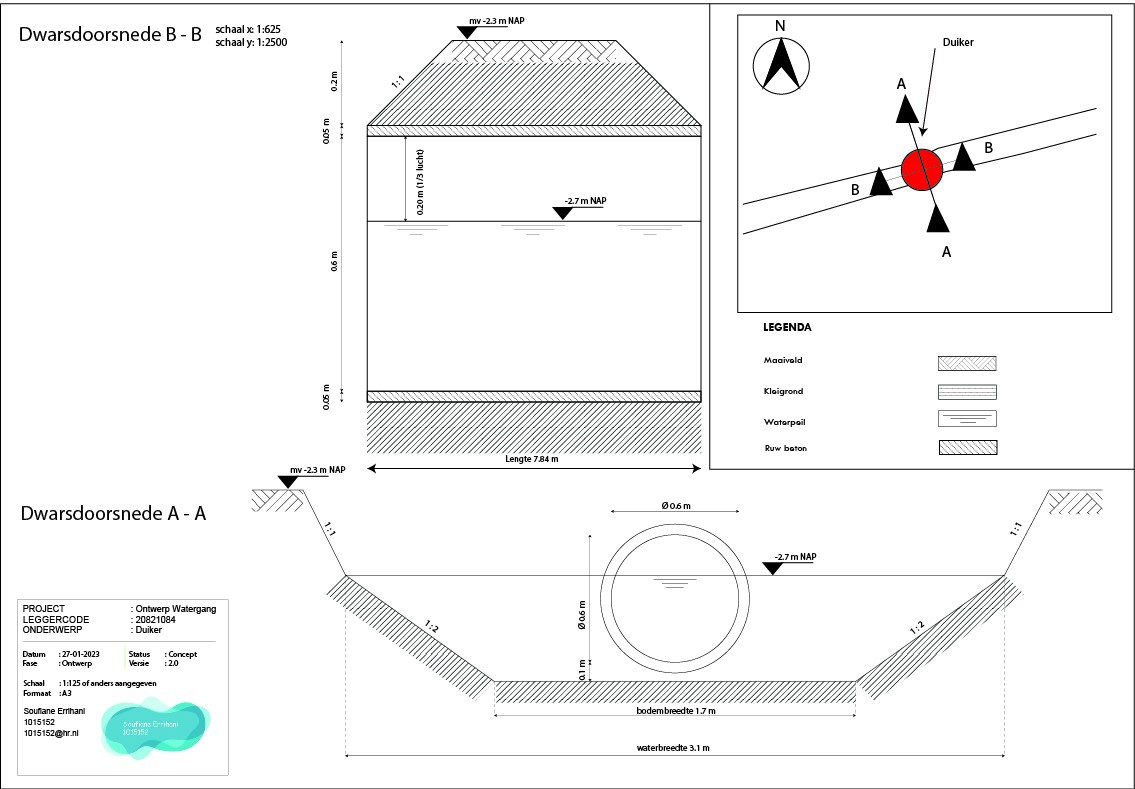 Dwarsdoorsnede B - B
schaal x: 1:625
schaal y: 1:2500
mv -2.3 m NAP
1:1
0.2 m
0.05 m
0.20 m (1/3 lucht)
-2.7 m NAP
0.6 m
0.05 m
Lengte 7.84 m
N
Duiker
A
B
B
A
LEGENDA
Maaiveld
Kleigrond
Waterpeil
Ruw beton
Dwarsdoorsnede A - A
mv -2.3 m NAP
1:1
Ø 0.6 m
-2.7 m NAP
1:1
1:2
Ø 0.6 m
0.1 m
1:2
bodembreedte 1.7 m
waterbreedte 3.1 m
PROJECT : Ontwerp Watergang
LEGGERCODE : 20821084
ONDERWERP : Duiker
Datum : 27-01-2023 Status : Concept
Fase : Ontwerp Versie : 2.0
Schaal : 1:125 of anders aangegeven
Formaat : A3
Soufiane Errihani
1015152
1015152@hr.nl
Soufiane Errihani
1015152